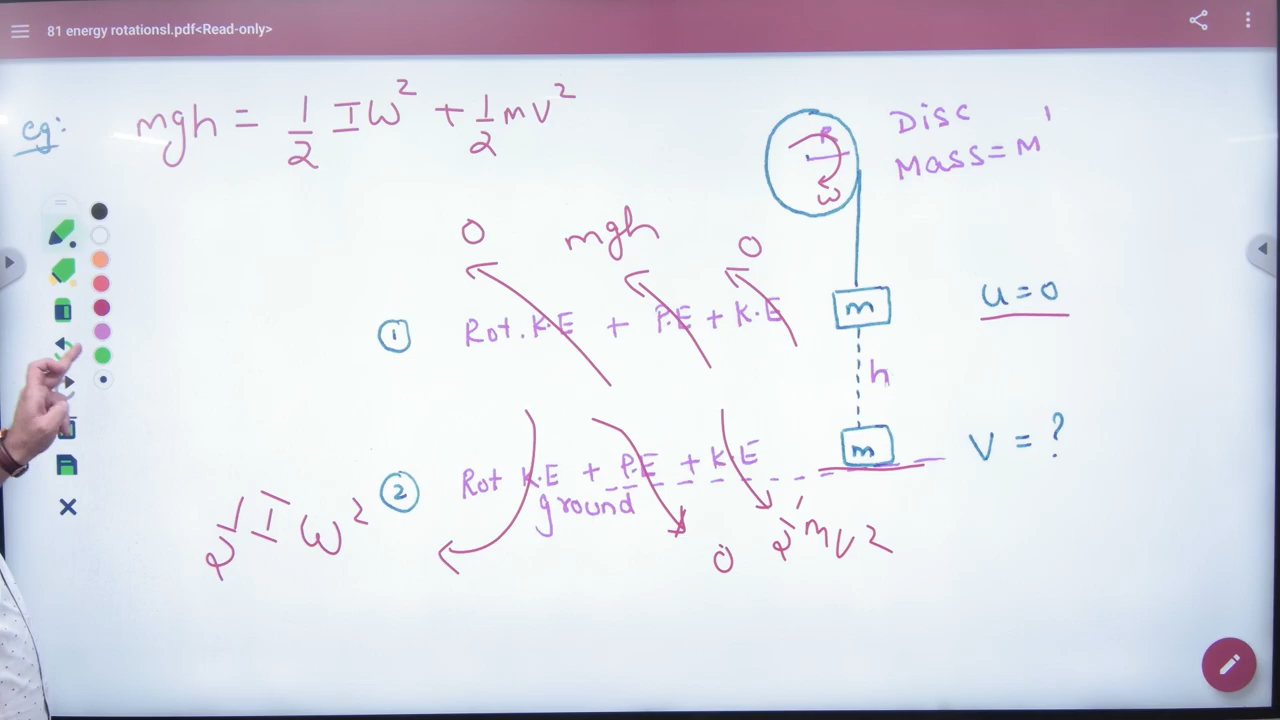 81 energy rotationsl.pdf<Read-only>
eg:
mgh = 1/2 Iω² + 1/2 mv²
Disc
Mass = M'
R
ω
0
mgh
0
① Rot. K.E + P.E + K.E
m
u = 0
h
② Rot K.E + P.E + K.E
m
V = ?
ground
1/2 I ω²
0
1/2 mv2